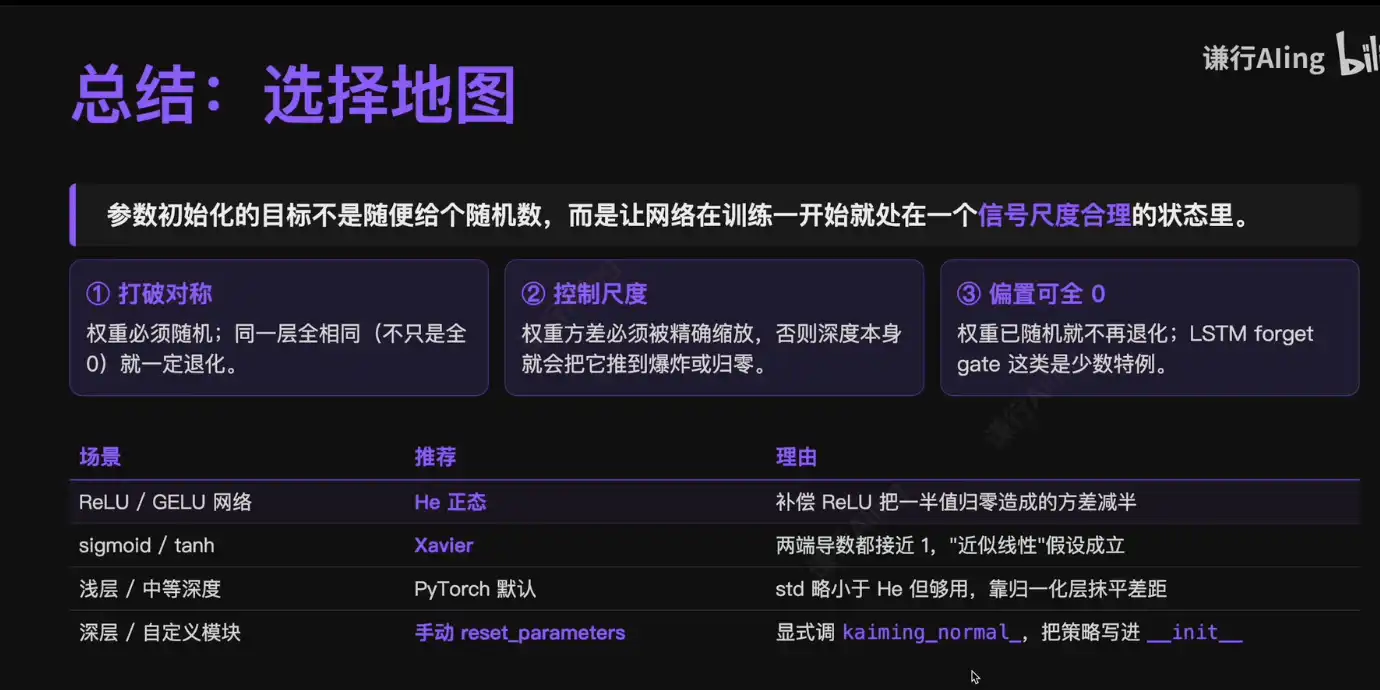 谦行AIing bili
总结：选择地图
参数初始化的目标不是随便给个随机数，而是让网络在训练一开始就处在一个信号尺度合理的状态里。
① 打破对称
权重必须随机；同一层全相同（不只是全
0）就一定退化。
② 控制尺度
权重方差必须被精确缩放，否则深度本身
就会把它推到爆炸或归零。
③ 偏置可全 0
权重已随机就不再退化；LSTM forget
gate 这类是少数特例。
场景 推荐 理由
ReLU / GELU 网络 He 正态 补偿 ReLU 把一半值归零造成的方差减半
sigmoid / tanh Xavier 两端导数都接近 1，"近似线性"假设成立
浅层 / 中等深度 PyTorch 默认 std 略小于 He 但够用，靠归一化层抹平差距
深层 / 自定义模块 手动 reset_parameters 显式调 kaiming_normal_，把策略写进 __init__